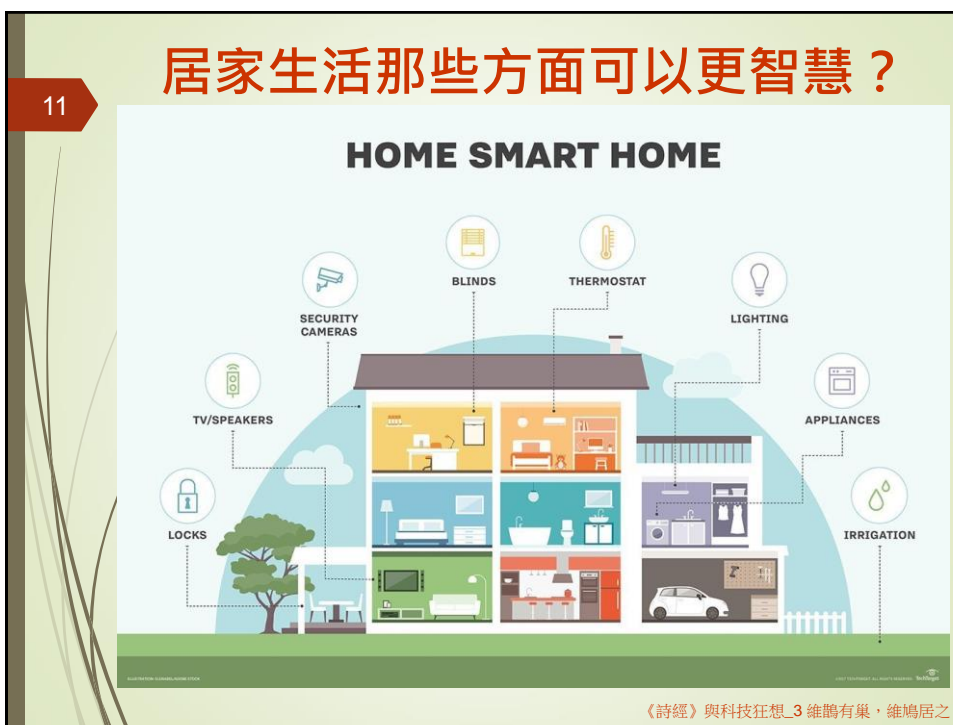 居家生活那些方面可以更智慧？
11
HOME SMART HOME
BLINDS
THERMOSTAT
SECURITY
CAMERAS
LIGHTING
TV/SPEAKERS
APPLIANCES
LOCKS
IRRIGATION
TechTarget
《詩經》與科技狂想_3 維鵲有巢，維鳩居之